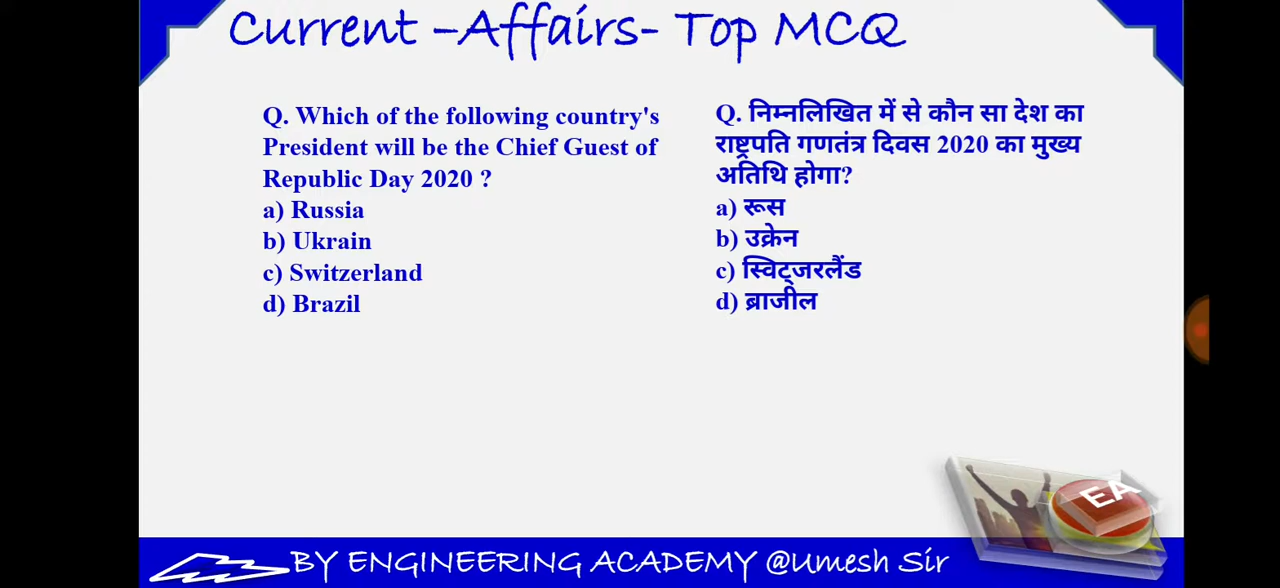 Current -Affairs- Top MCQ
Q. Which of the following country's
President will be the Chief Guest of
Republic Day 2020 ?
a) Russia
b) Ukrain
c) Switzerland
d) Brazil
Q. निम्नलिखित में से कौन सा देश का
राष्ट्रपति गणतंत्र दिवस 2020 का मुख्य
अतिथि होगा?
a) रूस
b) उक्रेन
c) स्विट्जरलैंड
d) ब्राजील
EA
BY ENGINEERING ACADEMY @Umesh Sir